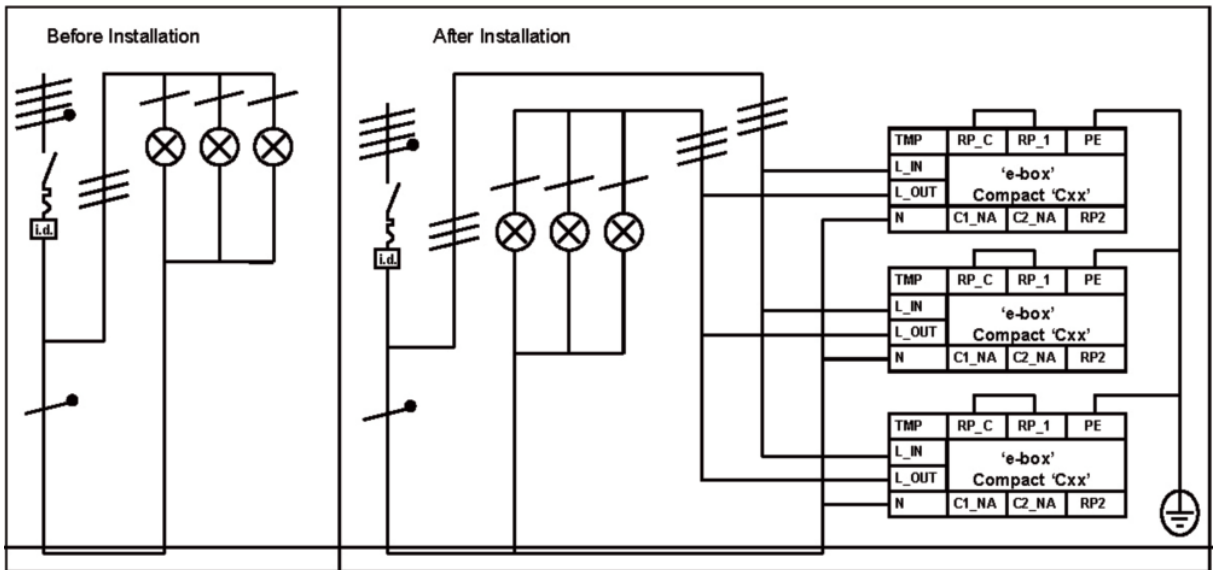 Before Installation
After Installation
i.d.
i.d.
TMP RP_C RP_1 PE
L_IN
L_OUT
'e-box'
Compact 'Cxx'
N C1_NA C2_NA RP2
TMP RP_C RP_1 PE
L_IN
L_OUT
'e-box'
Compact 'Cxx'
N C1_NA C2_NA RP2
TMP RP_C RP_1 PE
L_IN
L_OUT
'e-box'
Compact 'Cxx'
N C1_NA C2_NA RP2